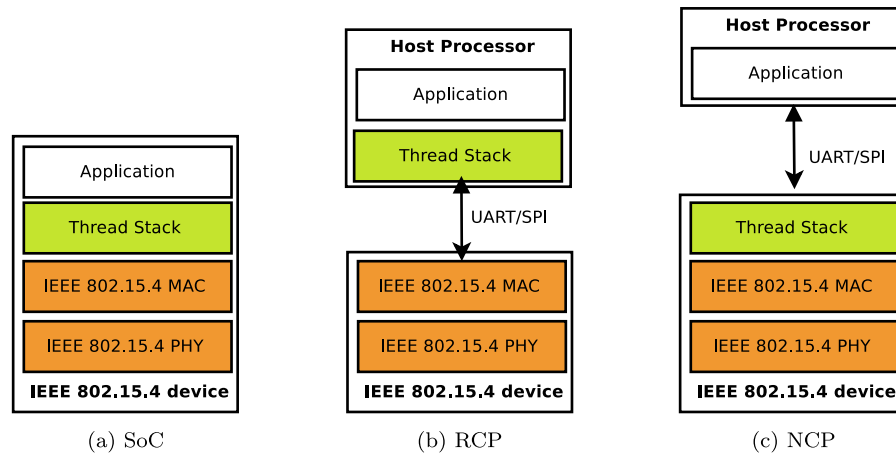 Application
Thread Stack
IEEE 802.15.4 MAC
IEEE 802.15.4 PHY
IEEE 802.15.4 device
(a) SoC
Host Processor
Application
Thread Stack
UART/SPI
IEEE 802.15.4 MAC
IEEE 802.15.4 PHY
IEEE 802.15.4 device
(b) RCP
Host Processor
Application
UART/SPI
Thread Stack
IEEE 802.15.4 MAC
IEEE 802.15.4 PHY
IEEE 802.15.4 device
(c) NCP